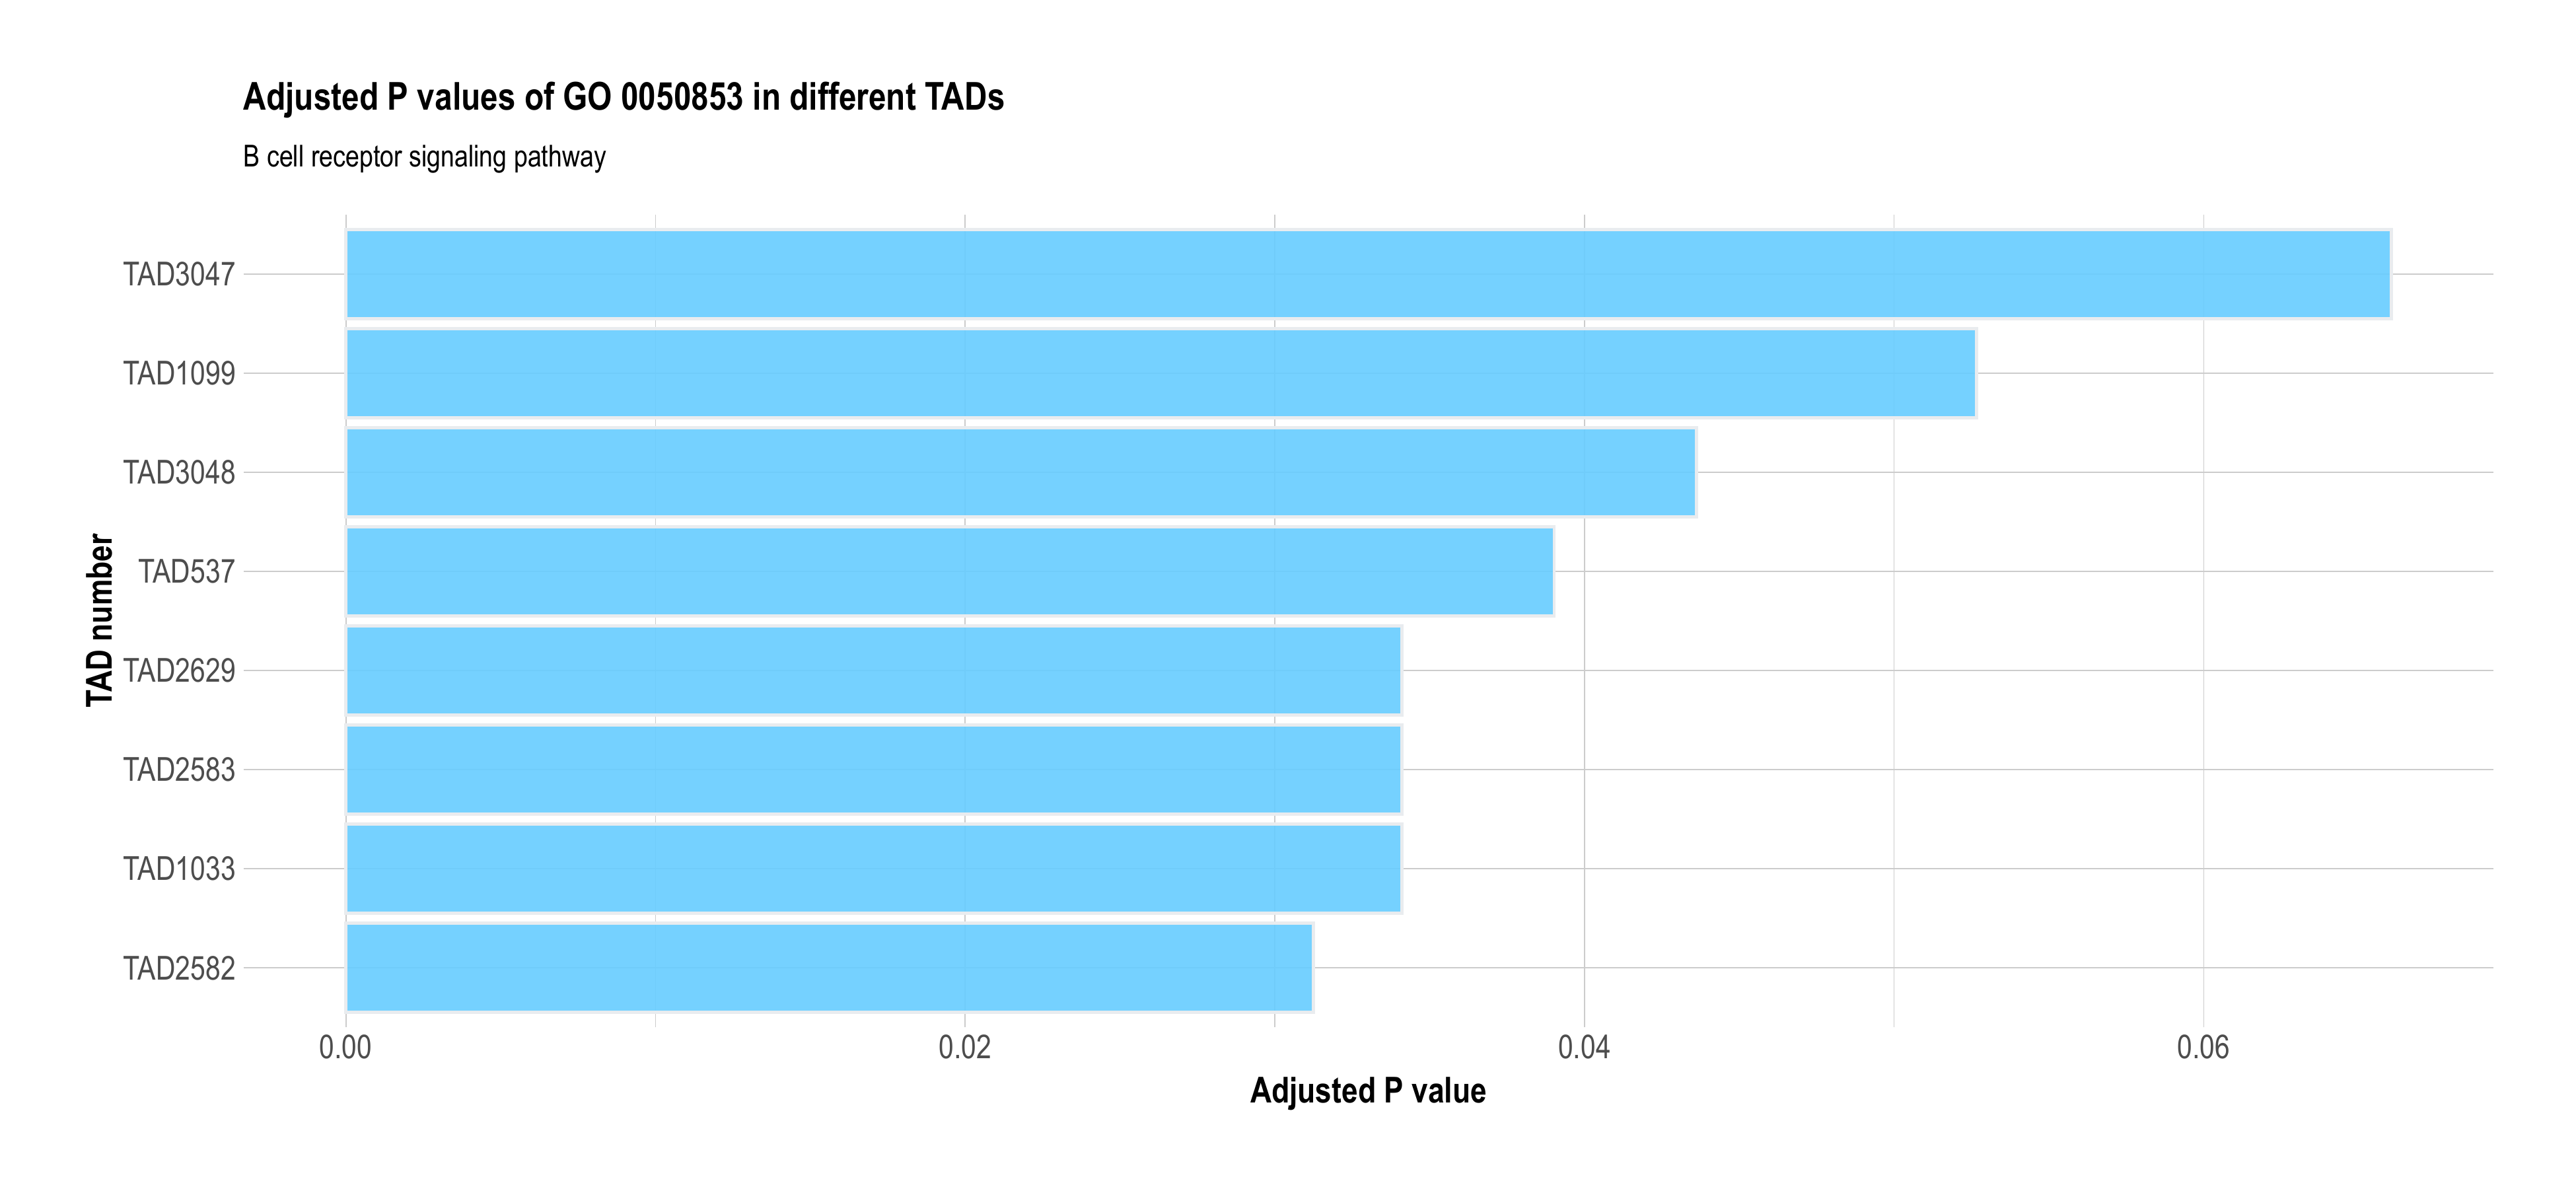 Adjusted P values of GO 0050853 in different TADs
B cell receptor signaling pathway
TAD number
TAD3047
TAD1099
TAD3048
TAD537
TAD2629
TAD2583
TAD1033
TAD2582
0.00
0.02
0.04
0.06
Adjusted P value